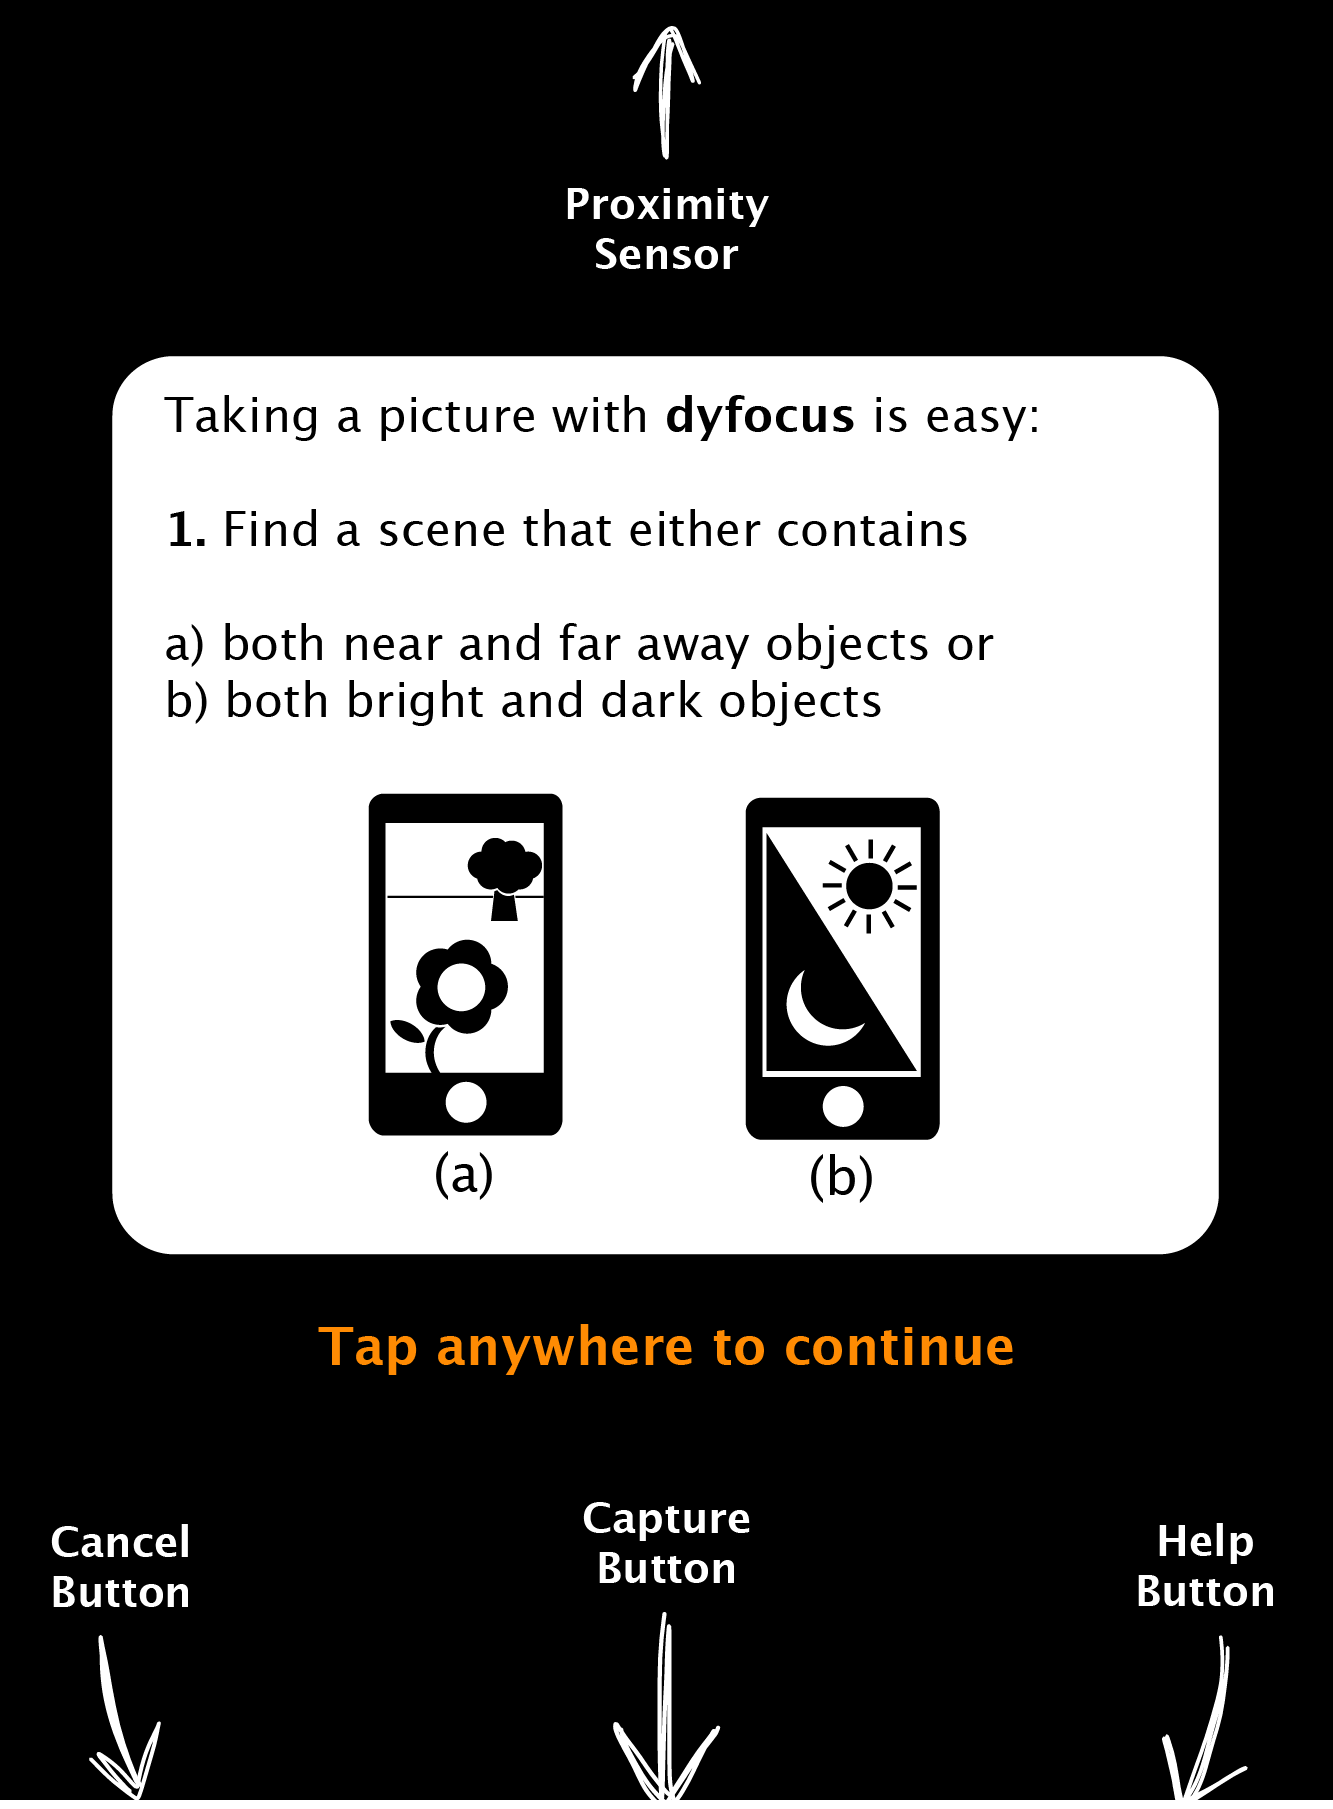 Proximity
Sensor
Taking a picture with dyfocus is easy:
1. Find a scene that either contains
a) both near and far away objects or
b) both bright and dark objects
(a)
(b)
Tap anywhere to continue
Cancel
Button
Capture
Button
Help
Button